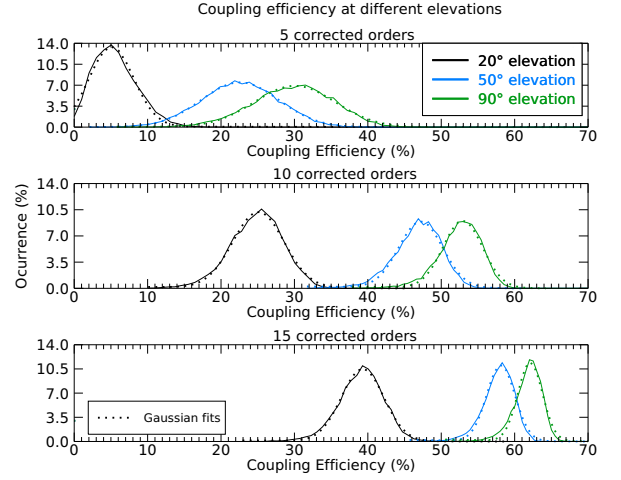 Coupling efficiency at different elevations
5 corrected orders
14.0
10.5
7.0
3.5
0.0
20° elevation
50° elevation
90° elevation
0 10 20 30 40 50 60 70
Coupling Efficiency (%)
10 corrected orders
Ocurrence (%)
14.0
10.5
7.0
3.5
0.0
0 10 20 30 40 50 60 70
Coupling Efficiency (%)
15 corrected orders
14.0
10.5
7.0
3.5
0.0
Gaussian fits
0 10 20 30 40 50 60 70
Coupling Efficiency (%)